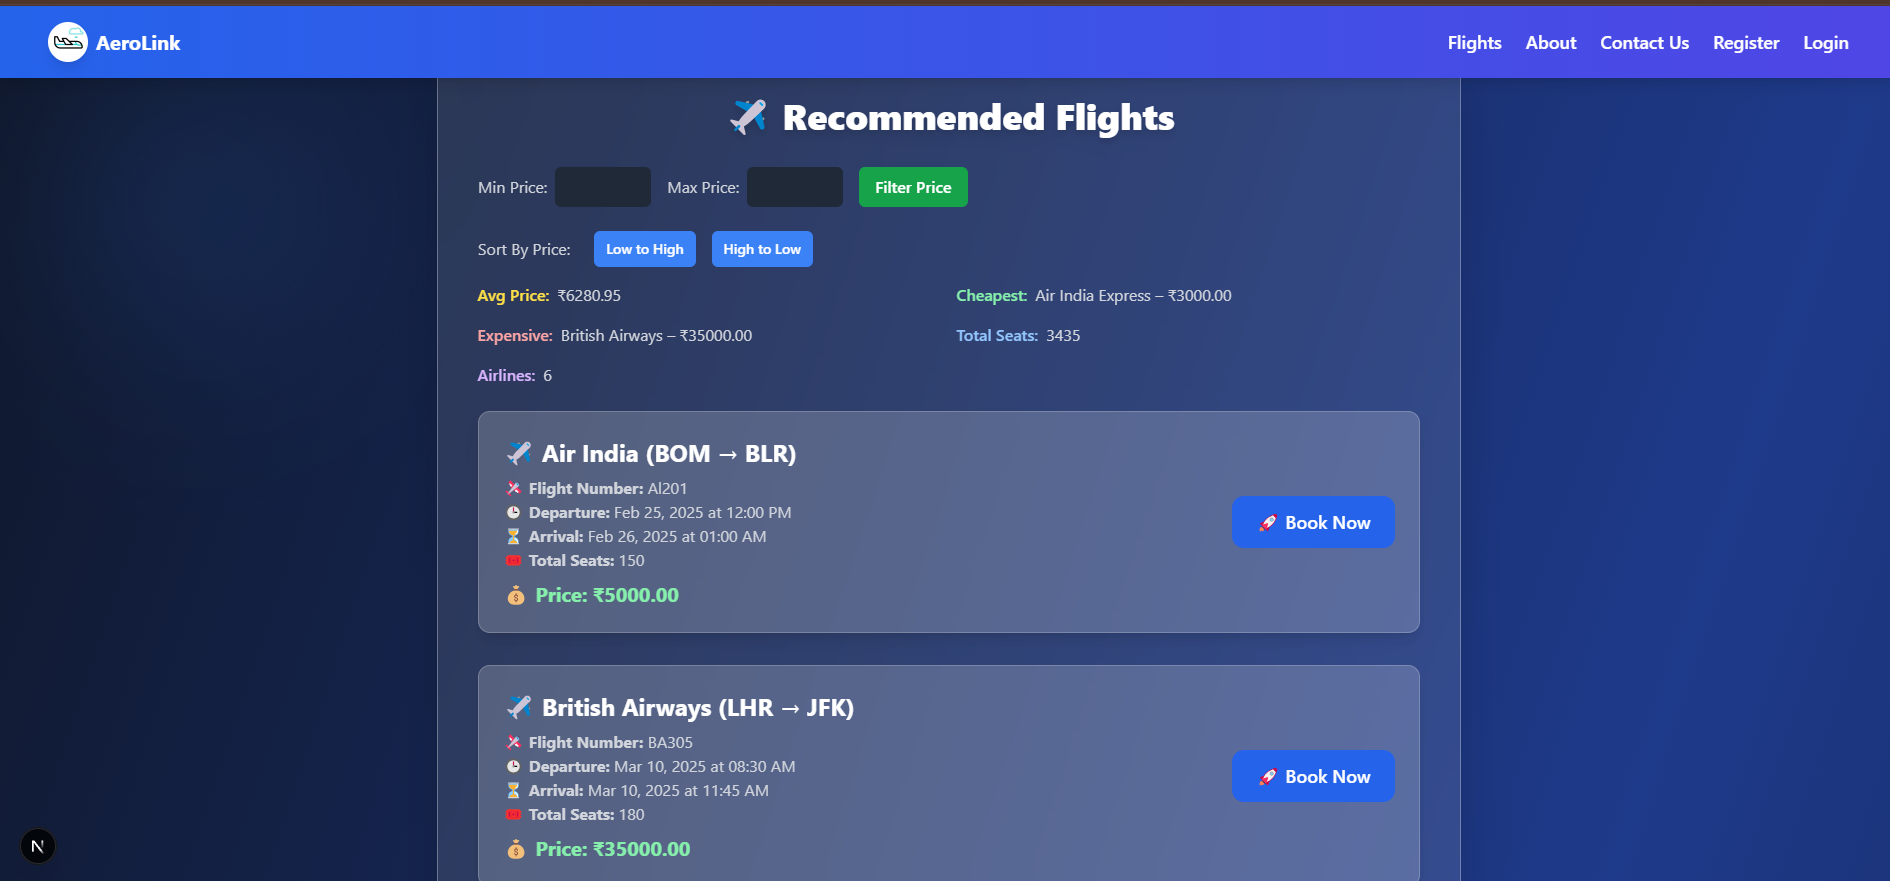 AeroLink
Flights About Contact Us Register Login
Recommended Flights
Min Price: Max Price: Filter Price
Sort By Price: Low to High High to Low
Avg Price: ₹6280.95 Cheapest: Air India Express – ₹3000.00
Expensive: British Airways – ₹35000.00 Total Seats: 3435
Airlines: 6
Air India (BOM → BLR)
Flight Number: Al201
Departure: Feb 25, 2025 at 12:00 PM
Arrival: Feb 26, 2025 at 01:00 AM
Total Seats: 150
Price: ₹5000.00
Book Now
British Airways (LHR → JFK)
Flight Number: BA305
Departure: Mar 10, 2025 at 08:30 AM
Arrival: Mar 10, 2025 at 11:45 AM
Total Seats: 180
Price: ₹35000.00
Book Now
N